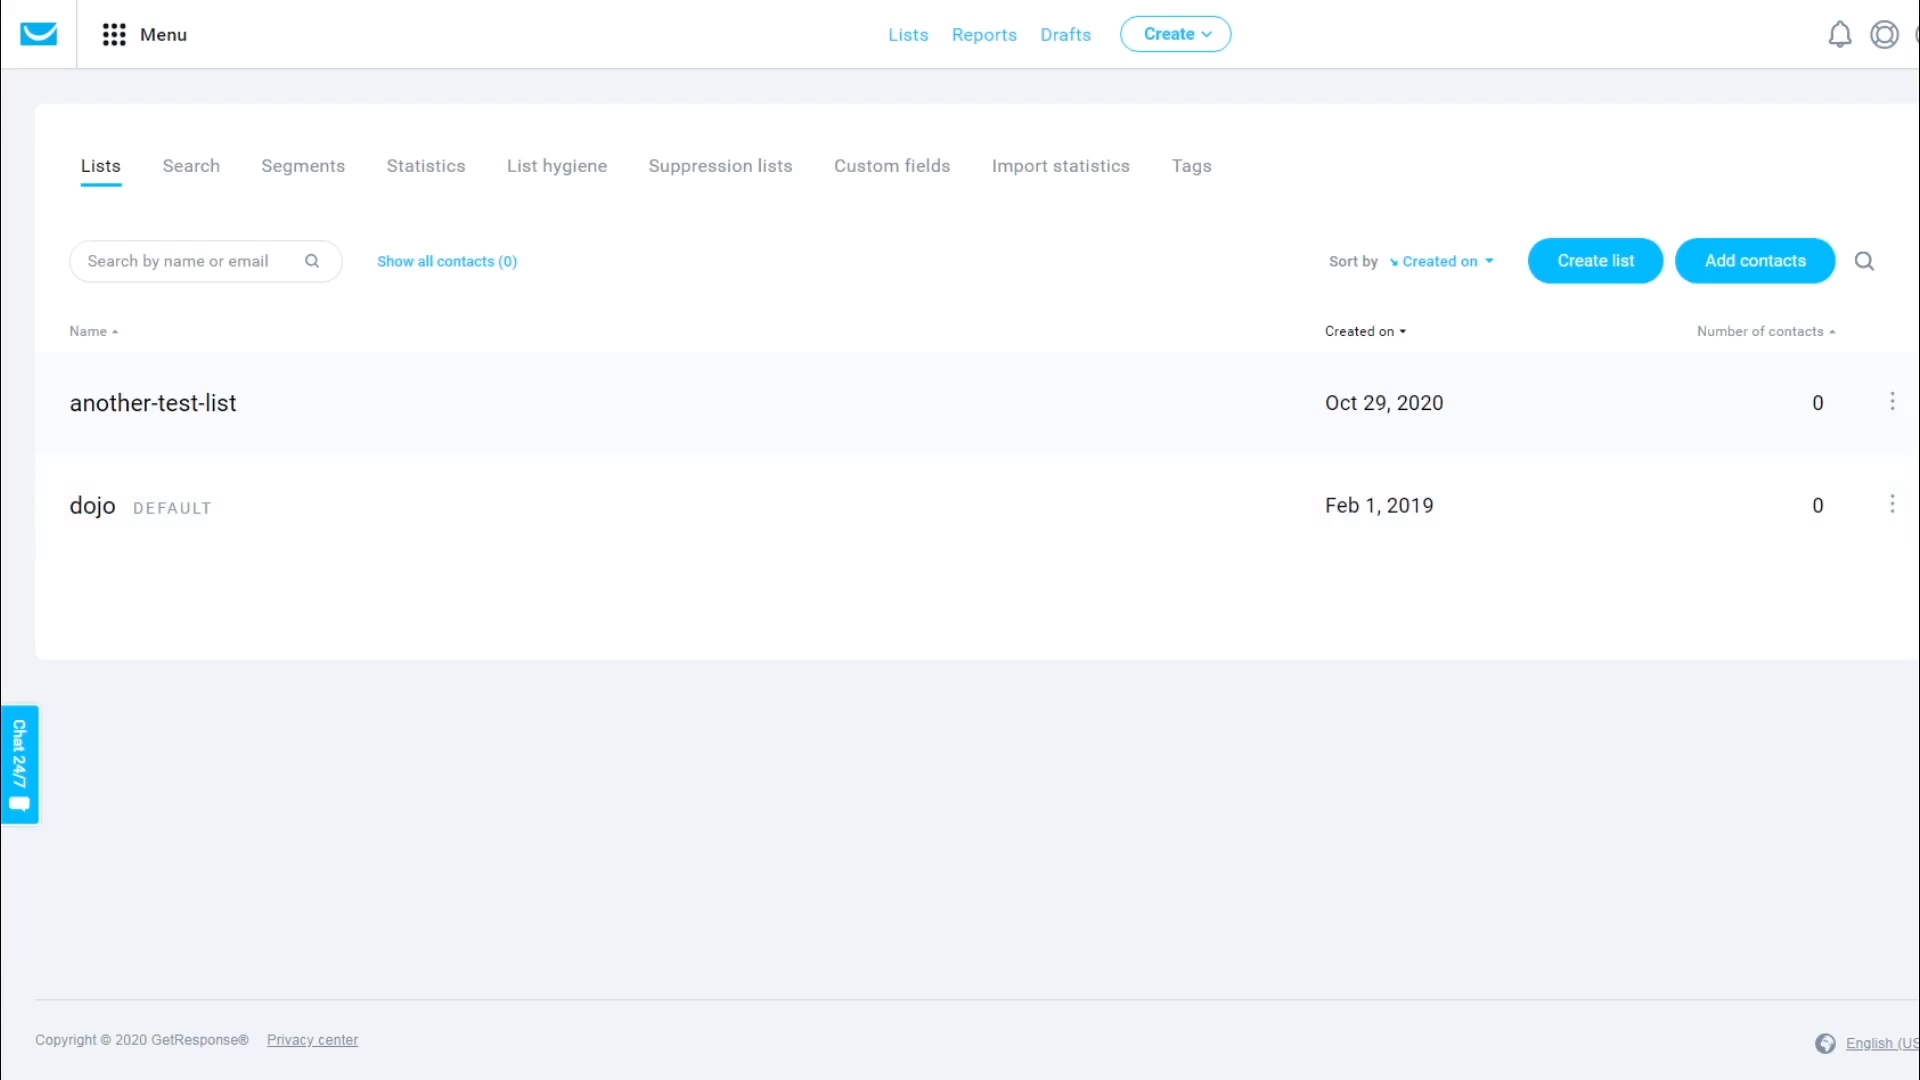 Menu
Lists Reports Drafts Create
Lists Search Segments Statistics List hygiene Suppression lists Custom fields Import statistics Tags
Search by name or email Show all contacts (0) Sort by Created on Create list Add contacts
Name Created on Number of contacts
another-test-list Oct 29, 2020 0
dojo DEFAULT Feb 1, 2019 0
Chat 24/7
Copyright © 2020 GetResponse® Privacy center English (US